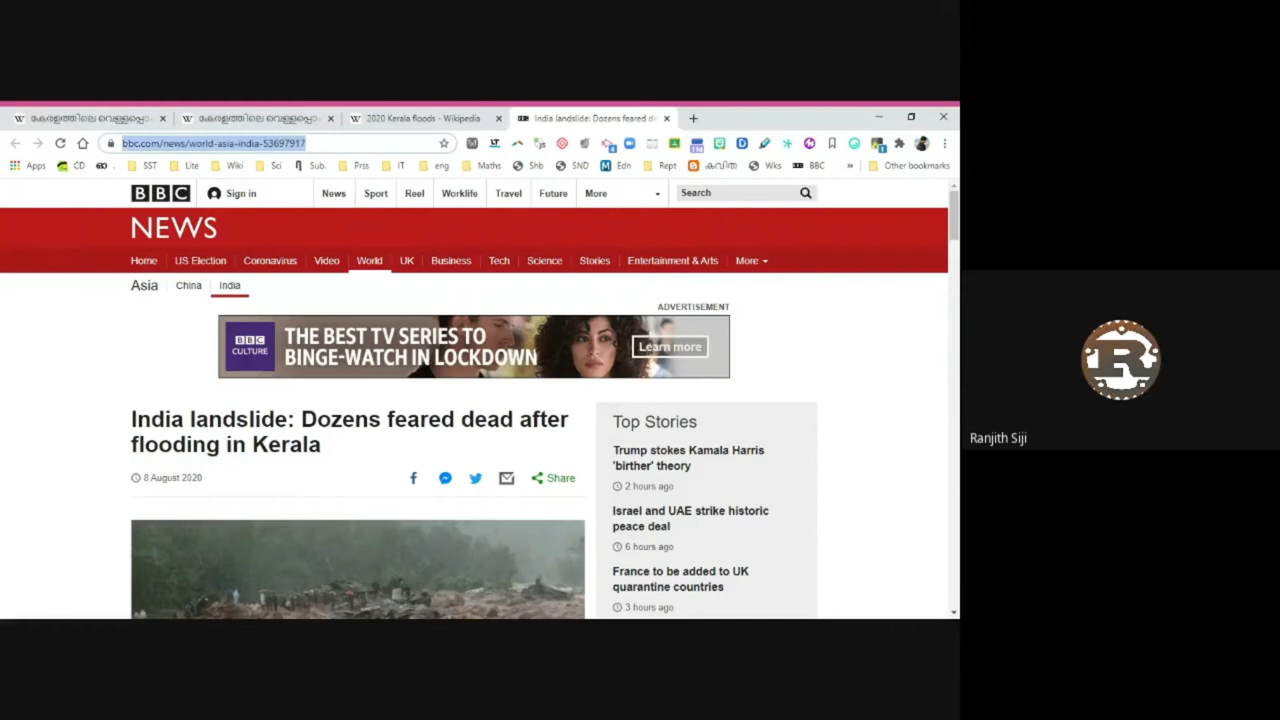 കേരളത്തിലെ വെള്ളപ്പൊ
കേരളത്തിലെ വെള്ളപ്പൊ
2020 Kerala floods - Wikipedia
India landslide: Dozens feared de
bbc.com/news/world-asia-india-53697917
Apps
CD
SST
Lite
Wiki
Sci
Sub.
Prss
IT
eng
Maths
Shb
SND
Edn
Rept
കവിത
Wks
BBC
»
Other bookmarks
BBC
Sign in
News
Sport
Reel
Worklife
Travel
Future
More
Search
NEWS
Home
US Election
Coronavirus
Video
World
UK
Business
Tech
Science
Stories
Entertainment & Arts
More
Asia
China
India
ADVERTISEMENT
BBC
CULTURE
THE BEST TV SERIES TO
BINGE-WATCH IN LOCKDOWN
Learn more
India landslide: Dozens feared dead after
flooding in Kerala
8 August 2020
Share
Top Stories
Trump stokes Kamala Harris
'birther' theory
2 hours ago
Israel and UAE strike historic
peace deal
6 hours ago
France to be added to UK
quarantine countries
3 hours ago
R
Ranjith Siji